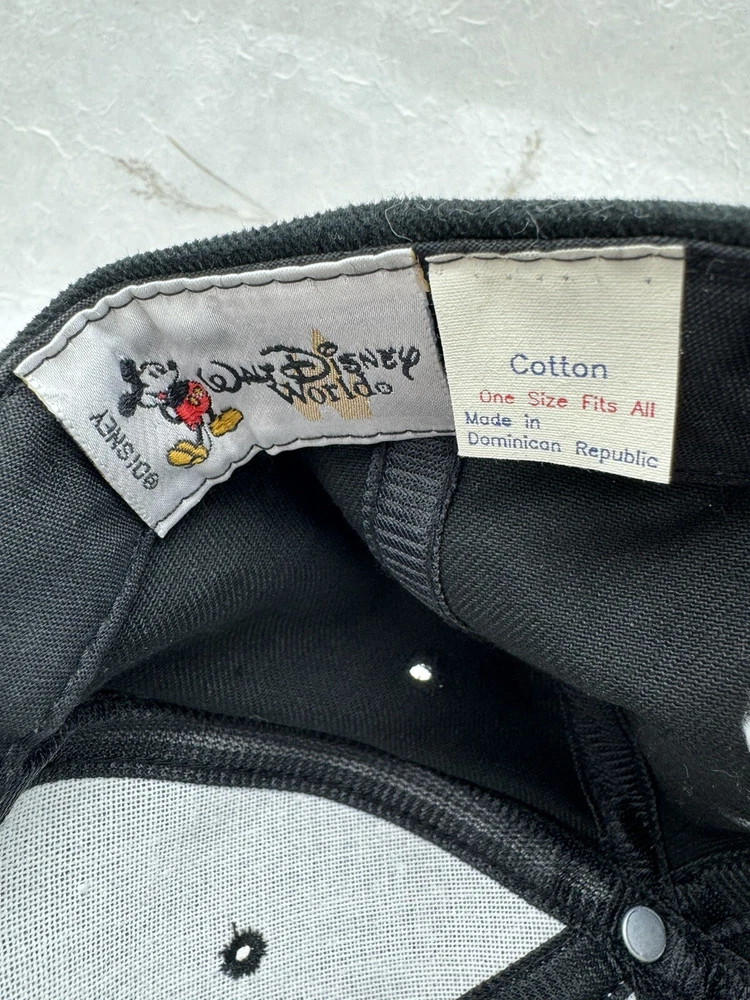 Walt Disney
World®
©DISNEY
Cotton
One Size Fits All
Made in
Dominican Republic